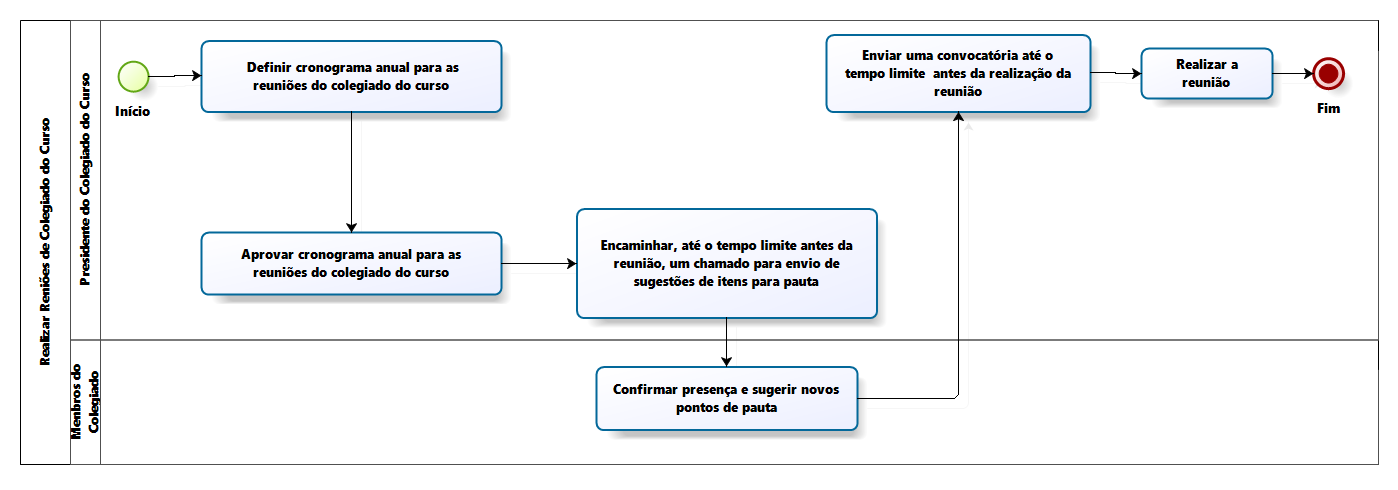 Realizar Reniões de Colegiado do Curso
Presidente do Colegiado do Curso
Início
Definir cronograma anual para as
reuniões do colegiado do curso
Aprovar cronograma anual para as
reuniões do colegiado do curso
Encaminhar, até o tempo limite antes da
reunião, um chamado para envio de
sugestões de itens para pauta
Enviar uma convocatória até o
tempo limite  antes da realização da
reunião
Realizar a
reunião
Fim
Membros do
Colegiado
Confirmar presença e sugerir novos
pontos de pauta